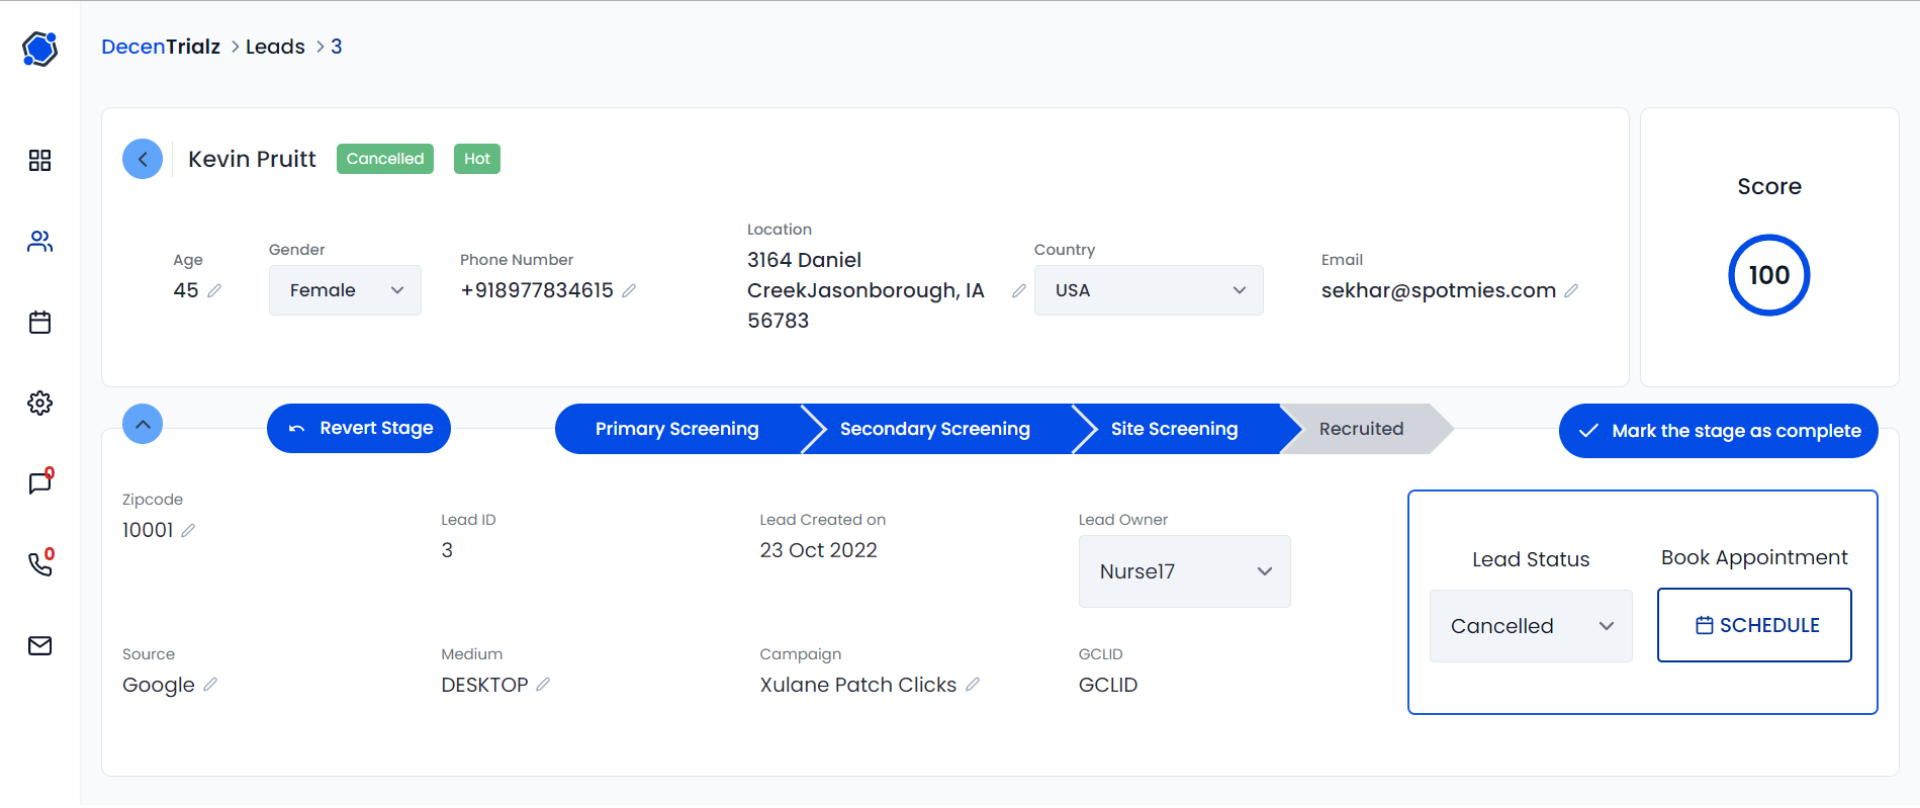 DecenTrialz > Leads > 3
Kevin Pruitt Cancelled Hot
Age
45
Gender
Female
Phone Number
+918977834615
Location
3164 Daniel
CreekJasonborough, IA
56783
Country
USA
Email
sekhar@spotmies.com
Score
100
Revert Stage
Primary Screening
Secondary Screening
Site Screening
Recruited
Mark the stage as complete
0
0
Zipcode
10001
Lead ID
3
Lead Created on
23 Oct 2022
Lead Owner
Nurse17
Lead Status
Cancelled
Book Appointment
SCHEDULE
Source
Google
Medium
DESKTOP
Campaign
Xulane Patch Clicks
GCLID
GCLID